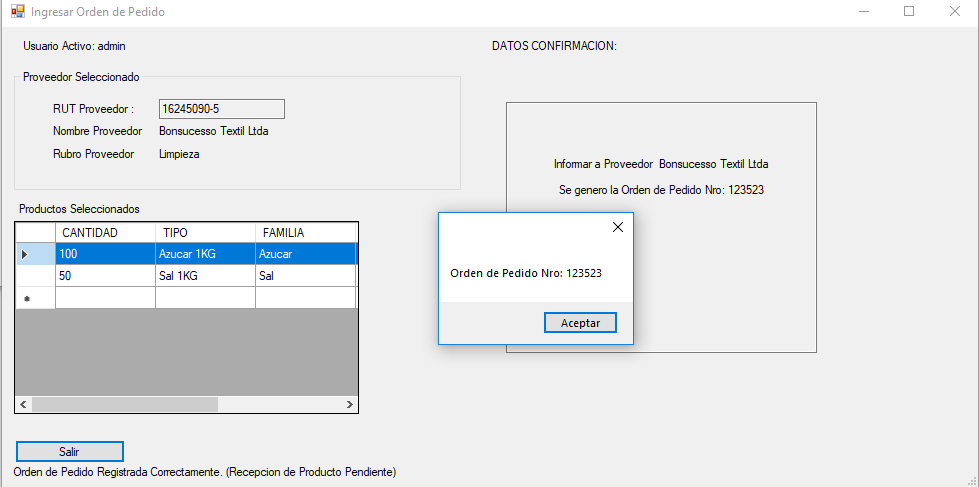 Ingresar Orden de Pedido
Usuario Activo: admin
DATOS CONFIRMACION:
Proveedor Seleccionado
RUT Proveedor : 16245090-5
Nombre Proveedor Bonsucesso Textil Ltda
Rubro Proveedor Limpieza
Informar a Proveedor Bonsucesso Textil Ltda
Se genero la Orden de Pedido Nro: 123523
Productos Seleccionados
CANTIDAD TIPO FAMILIA
100 Azucar 1KG Azucar
50 Sal 1KG Sal
Orden de Pedido Nro: 123523
Aceptar
Salir
Orden de Pedido Registrada Correctamente. (Recepcion de Producto Pendiente)